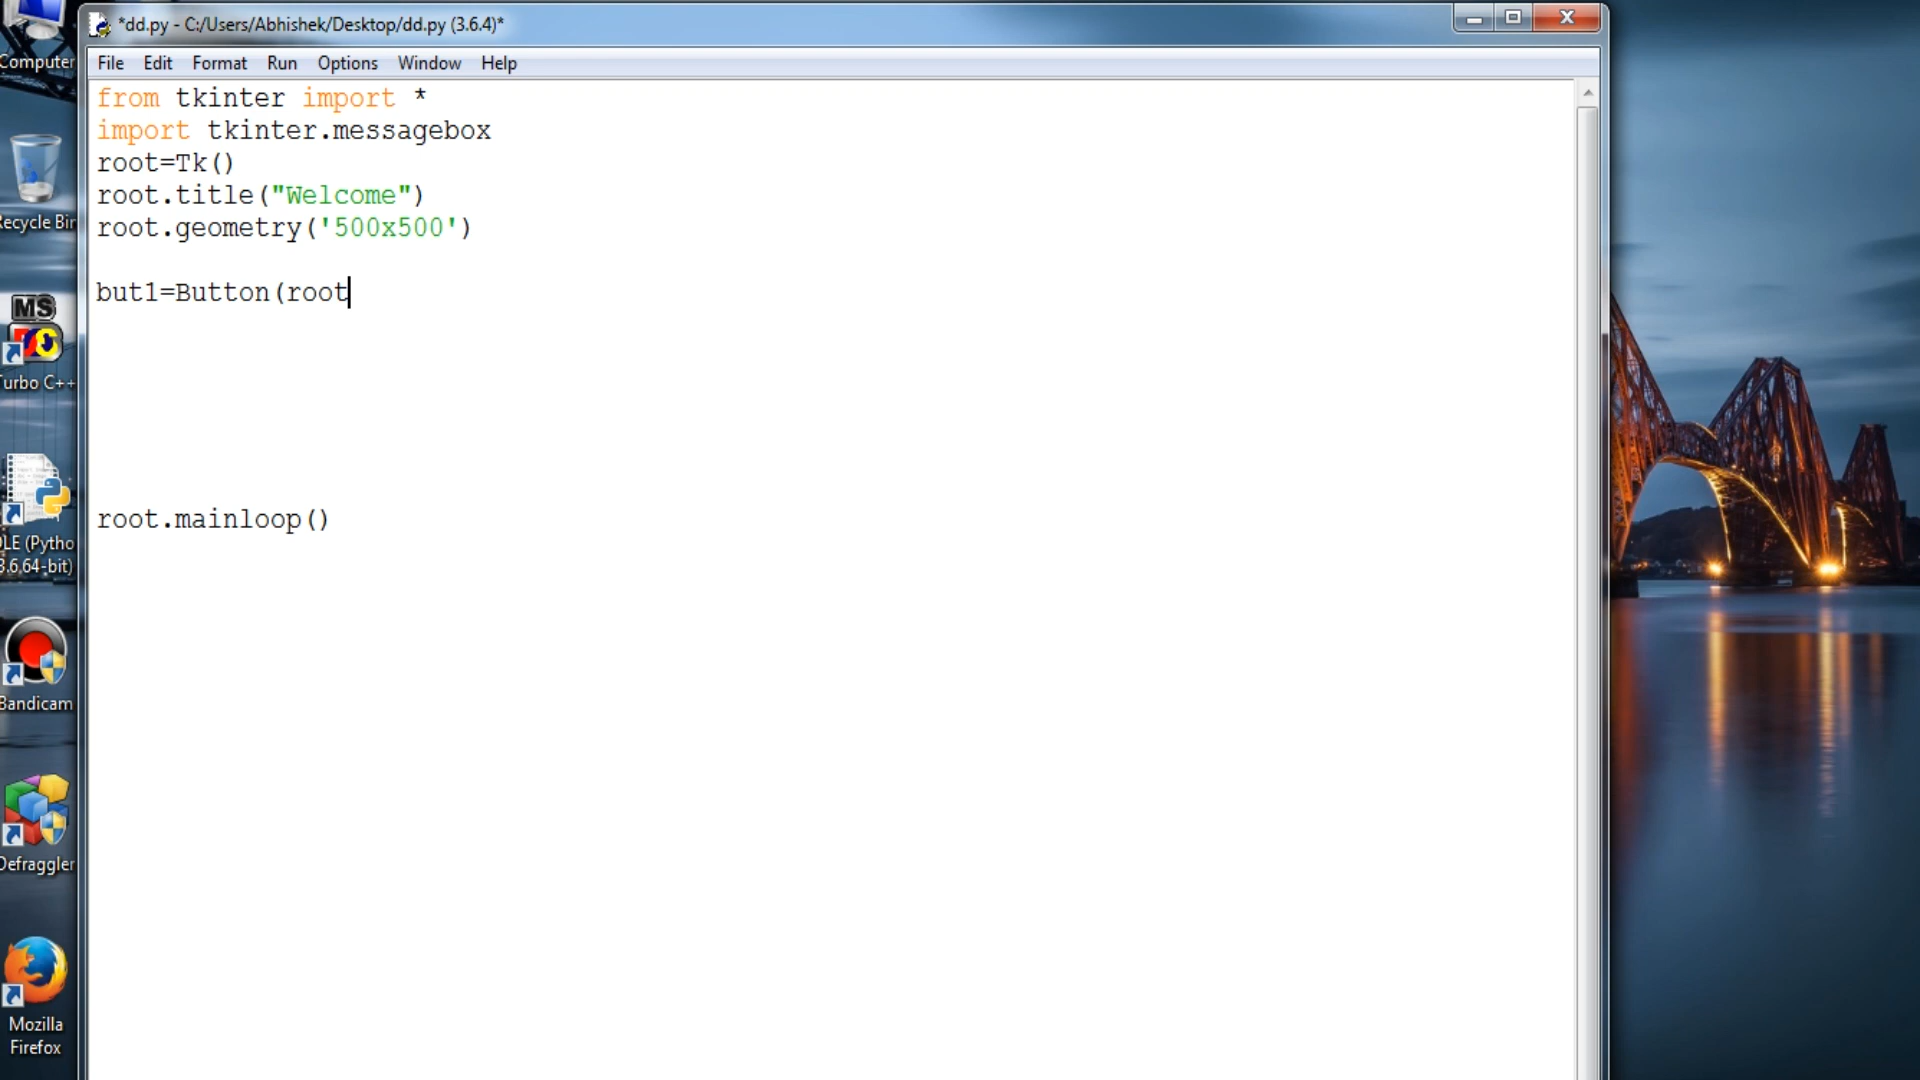 *dd.py - C:/Users/Abhishek/Desktop/dd.py (3.6.4)*
File Edit Format Run Options Window Help
from tkinter import *
import tkinter.messagebox
root=Tk()
root.title("Welcome")
root.geometry('500x500')
but1=Button(root
root.mainloop()
Computer
Recycle Bin
MS
Turbo C++
IDLE (Pytho
3.6 64-bit)
Bandicam
Defraggler
Mozilla
Firefox